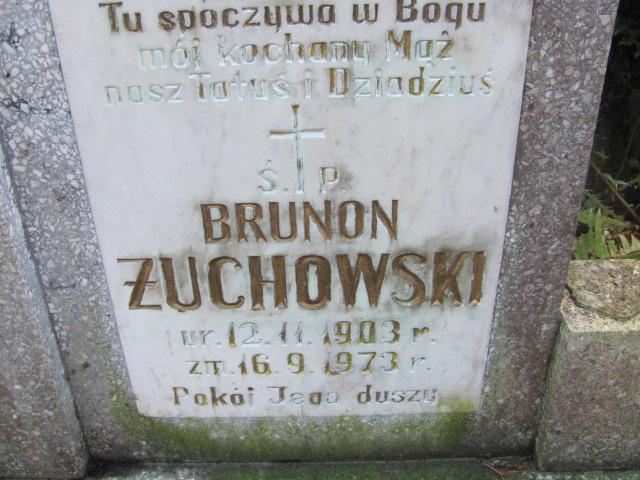 Tu spoczywa w Bogu
mój kochany Mąż
nasz Tatuś i Dziadziuś
Ś. P.
BRUNON
ŻUCHOWSKI
ur. 12.11.1903 r.
zm. 16.9.1973 r.
Pokój Jego duszy